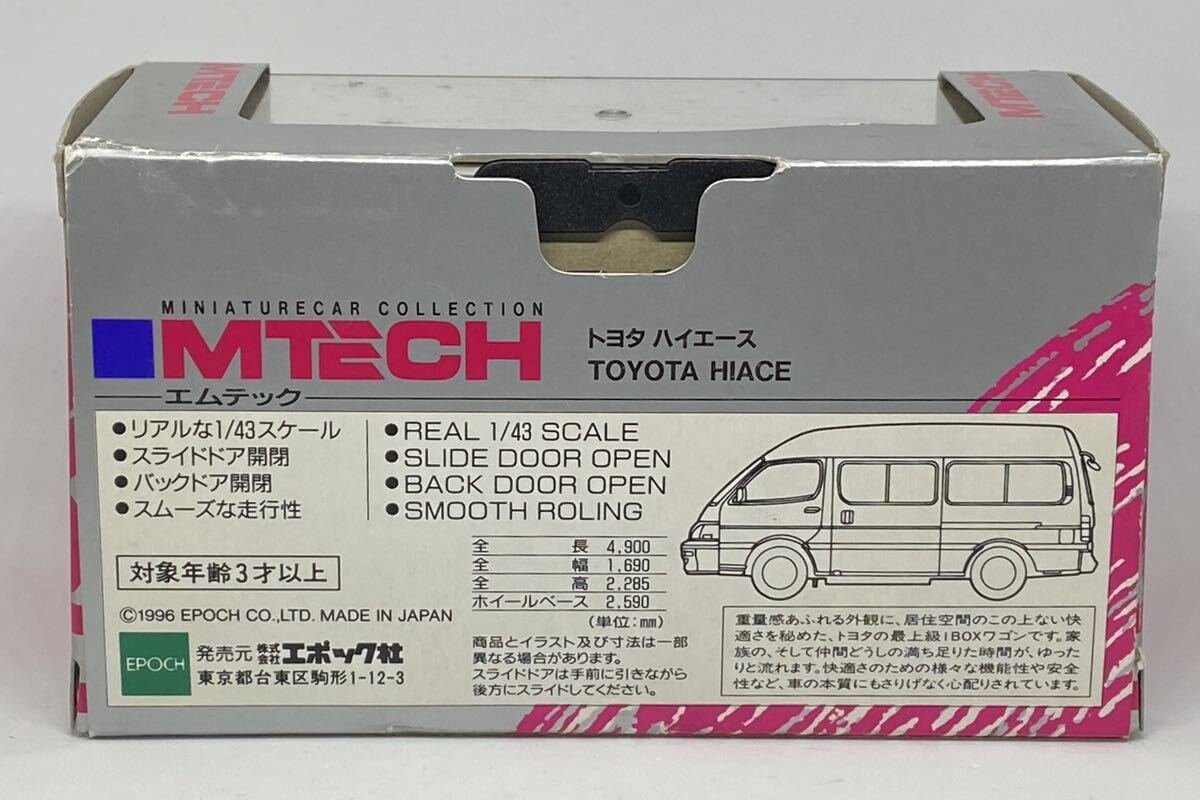 MTECH
MTECH
MINIATURECAR COLLECTION
MTECH
エムテック
トヨタ ハイエース
TOYOTA HIACE
●リアルな1/43スケール
●スライドドア開閉
●バックドア開閉
●スムーズな走行性
●REAL 1/43 SCALE
●SLIDE DOOR OPEN
●BACK DOOR OPEN
●SMOOTH ROLING
対象年齢3才以上
©1996 EPOCH CO.,LTD. MADE IN JAPAN
EPOCH
発売元 株式会社エポック社
東京都台東区駒形1-12-3
全長 4,900
全幅 1,690
全高 2,285
ホイールベース 2,590
(単位:mm)
商品とイラスト及び寸法は一部
異なる場合があります。
スライドドアは手前に引きながら
後方にスライドしてください。
重量感あふれる外観に、居住空間のこの上ない快
適さを秘めた、トヨタの最上級1BOXワゴンです。家
族の、そして仲間どうしの満ち足りた時間が、ゆった
りと流れます。快適さのための様々な機能性や安全
性など、車の本質にもさりげなく心配りされています。